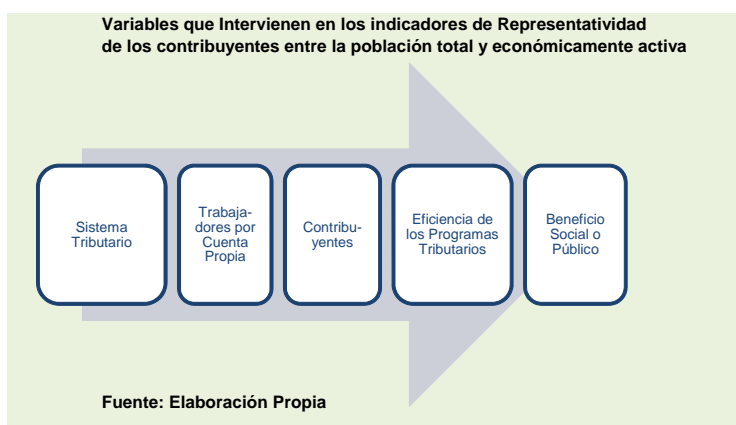 Variables que Intervienen en los indicadores de Representatividad
de los contribuyentes entre la población total y económicamente activa
Sistema
Tributario
Trabaja-
dores por
Cuenta
Propia
Contribu-
yentes
Eficiencia de
los Programas
Tributarios
Beneficio
Social o
Público
Fuente: Elaboración Propia